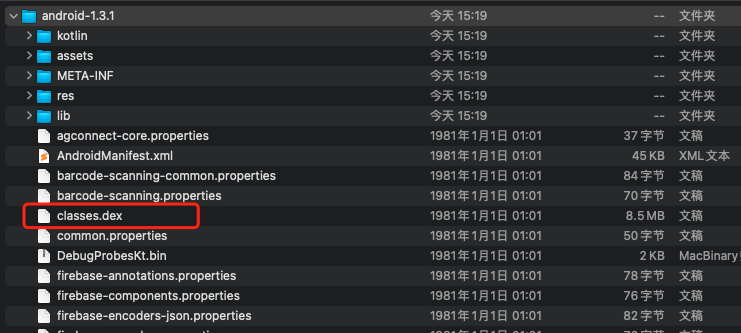 android-1.3.1 今天 15:19 -- 文件夹
kotlin 今天 15:19 -- 文件夹
assets 今天 15:19 -- 文件夹
META-INF 今天 15:19 -- 文件夹
res 今天 15:19 -- 文件夹
lib 今天 15:19 -- 文件夹
agconnect-core.properties 1981年1月1日 01:01 37 字节 文稿
AndroidManifest.xml 1981年1月1日 01:01 45 KB XML文本
barcode-scanning-common.properties 1981年1月1日 01:01 84 字节 文稿
barcode-scanning.properties 1981年1月1日 01:01 70 字节 文稿
classes.dex 1981年1月1日 01:01 8.5 MB 文稿
common.properties 1981年1月1日 01:01 50 字节 文稿
DebugProbesKt.bin 1981年1月1日 01:01 2 KB MacBinary
firebase-annotations.properties 1981年1月1日 01:01 78 字节 文稿
firebase-components.properties 1981年1月1日 01:01 76 字节 文稿
firebase-encoders-json.properties 1981年1月1日 01:01 82 字节 文稿